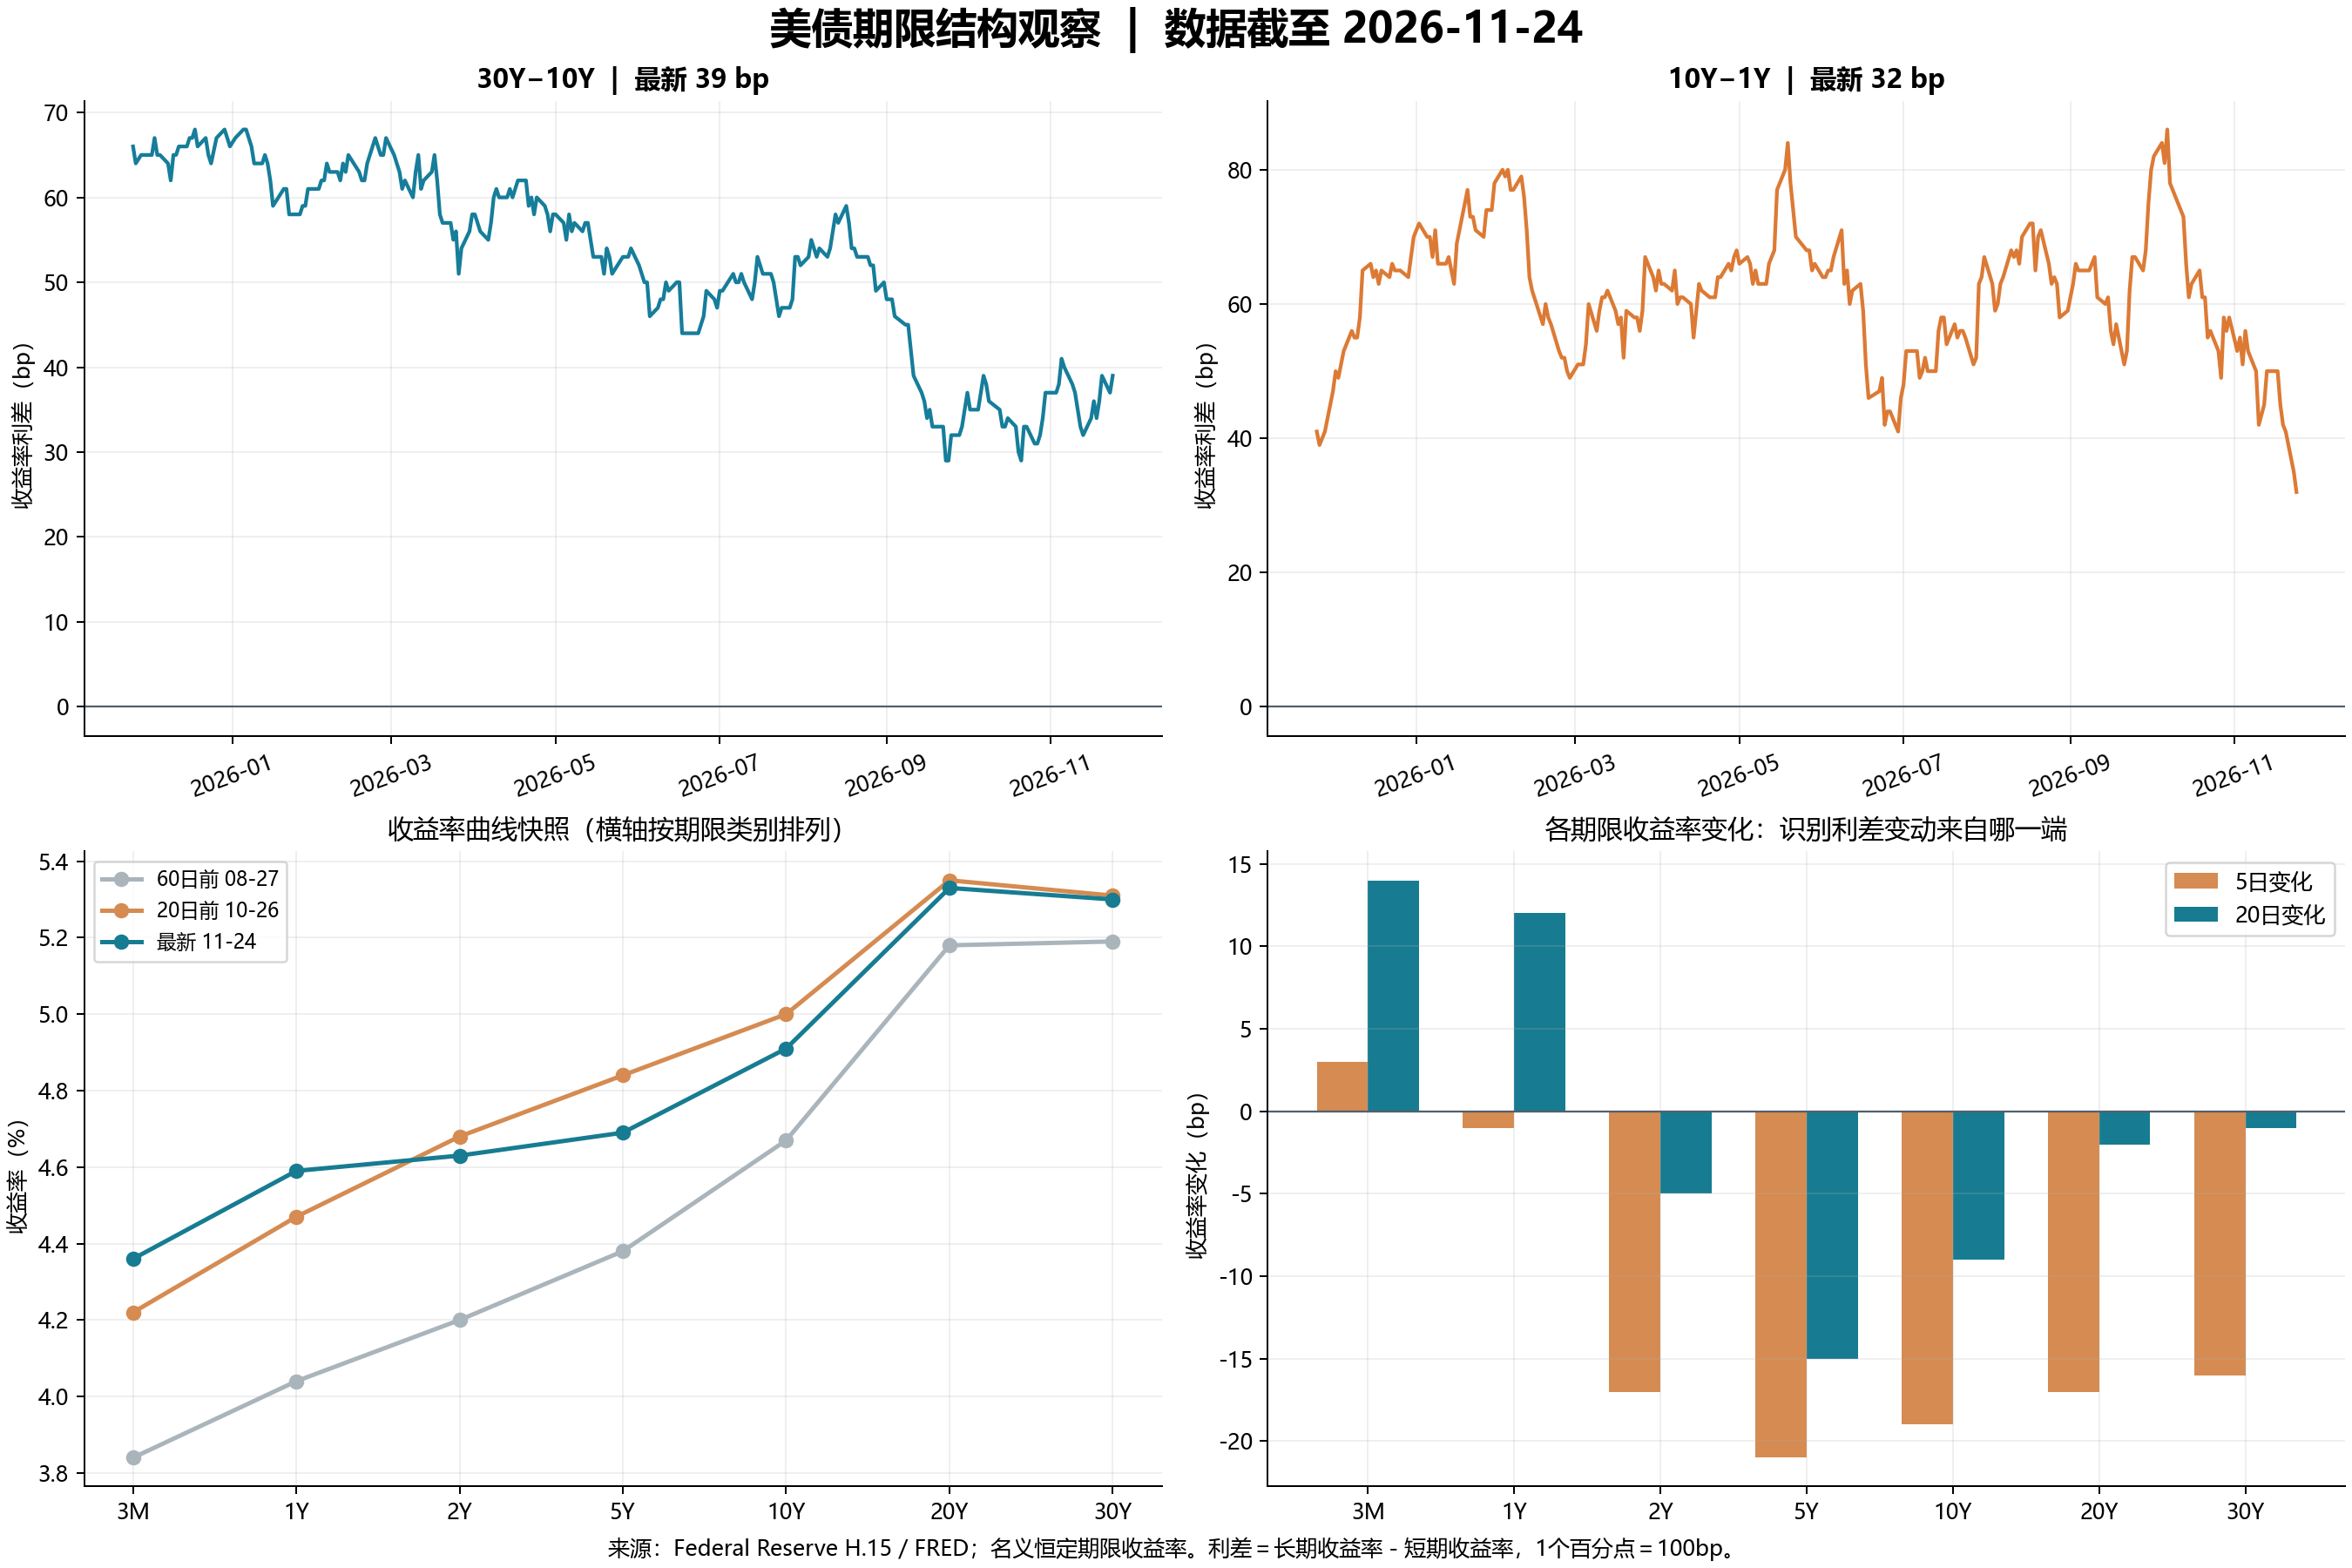 美债期限结构观察 | 数据截至 2026-11-24
30Y−10Y | 最新 39 bp
70
60
50
40
30
20
10
0
收益率利差（bp）
2026-01
2026-03
2026-05
2026-07
2026-09
2026-11
10Y−1Y | 最新 32 bp
80
60
40
20
0
收益率利差（bp）
2026-01
2026-03
2026-05
2026-07
2026-09
2026-11
收益率曲线快照（横轴按期限类别排列）
60日前 08-27
20日前 10-26
最新 11-24
5.4
5.2
5.0
4.8
4.6
4.4
4.2
4.0
3.8
收益率（%）
3M
1Y
2Y
5Y
10Y
20Y
30Y
各期限收益率变化：识别利差变动来自哪一端
5日变化
20日变化
15
10
5
0
-5
-10
-15
-20
收益率变化（bp）
3M
1Y
2Y
5Y
10Y
20Y
30Y
来源：Federal Reserve H.15 / FRED；名义恒定期限收益率。利差＝长期收益率 - 短期收益率，1个百分点＝100bp。